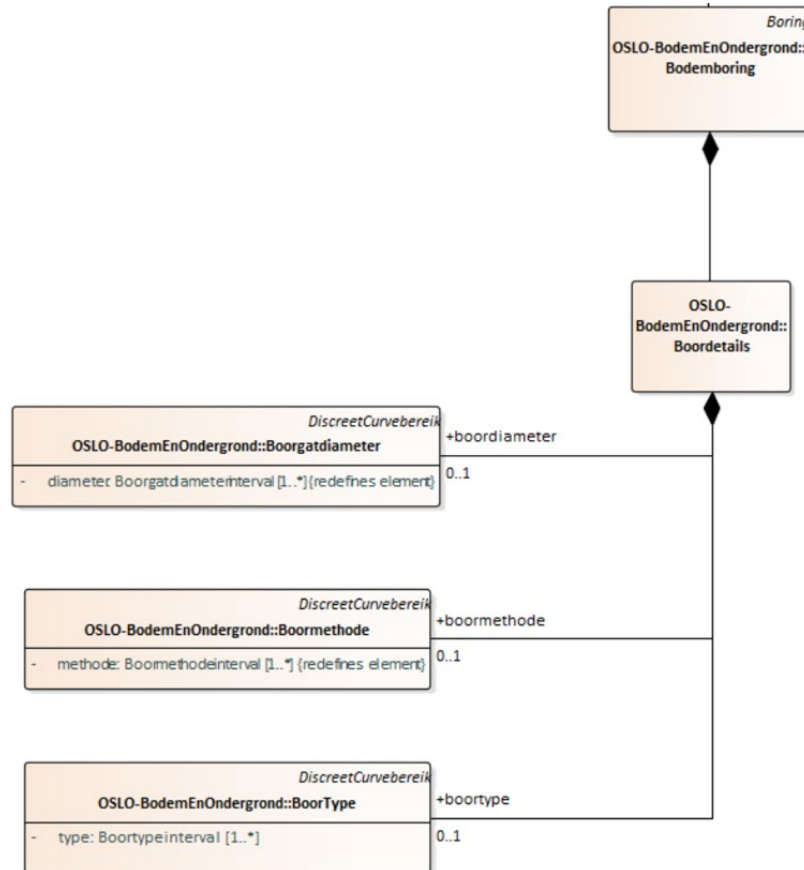 Boring
OSLO-BodemEnOndergrond::
Bodemboring
OSLO-
BodemEnOndergrond::
Boordetails
DiscreetCurvebereik
OSLO-BodemEnOndergrond::Boorgatdiameter
- diameter: Boorgatdiameterinterval [1..*] {redefines element}
+boordiameter
0..1
DiscreetCurvebereik
OSLO-BodemEnOndergrond::Boormethode
- methode: Boormethodeinterval [1..*] {redefines element}
+boormethode
0..1
DiscreetCurvebereik
OSLO-BodemEnOndergrond::BoorType
- type: Boortypeinterval [1..*]
+boortype
0..1